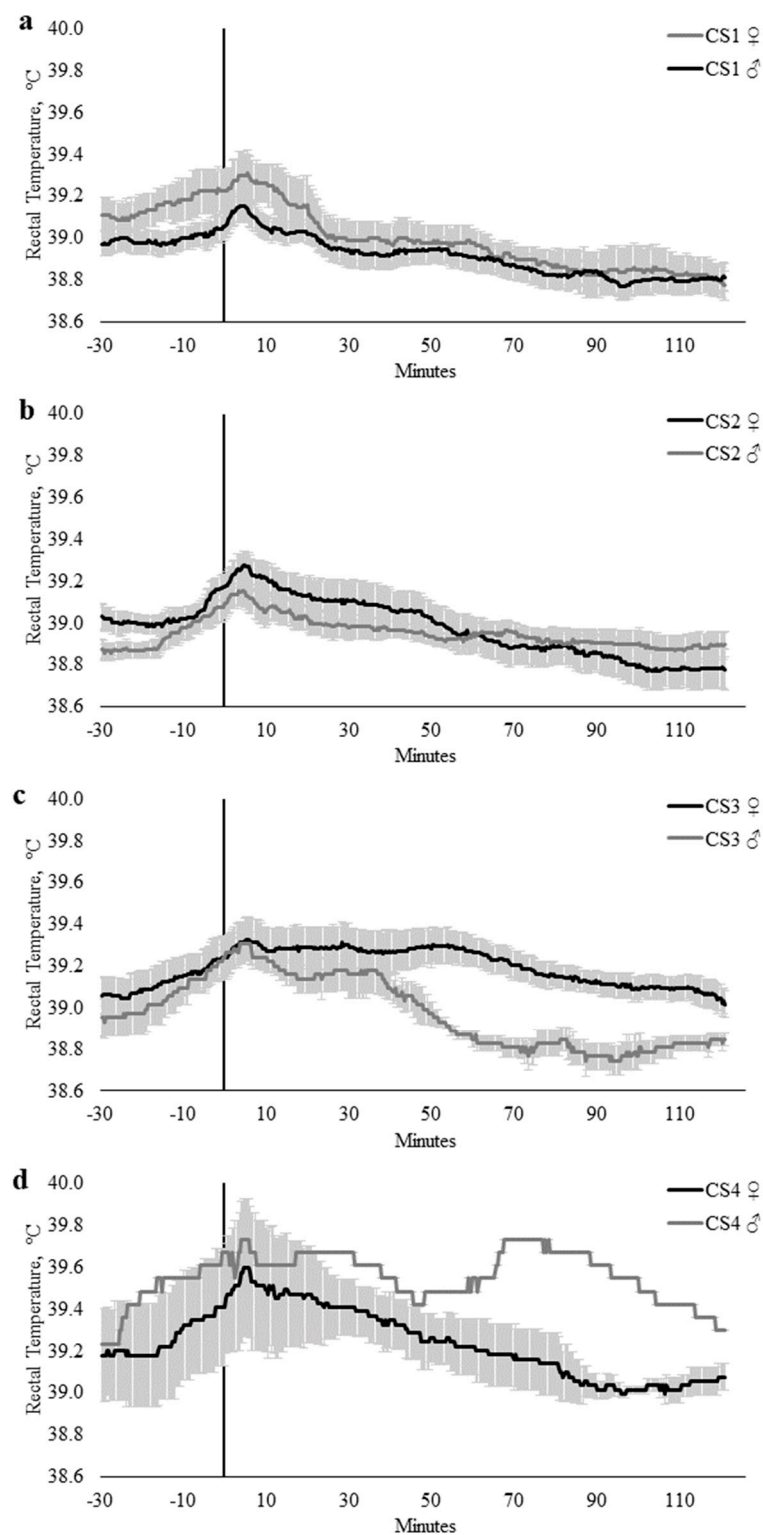 a
40.0
39.8
39.6
39.4
39.2
39.0
38.8
38.6
Rectal Temperature, °C
CS1 ♀
CS1 ♂
-30 -10 10 30 50 70 90 110
Minutes
b
40.0
39.8
39.6
39.4
39.2
39.0
38.8
38.6
Rectal Temperature, °C
CS2 ♀
CS2 ♂
-30 -10 10 30 50 70 90 110
Minutes
c
40.0
39.8
39.6
39.4
39.2
39.0
38.8
38.6
Rectal Temperature, °C
CS3 ♀
CS3 ♂
-30 -10 10 30 50 70 90 110
Minutes
d
40.0
39.8
39.6
39.4
39.2
39.0
38.8
38.6
Rectal Temperature, °C
CS4 ♀
CS4 ♂
-30 -10 10 30 50 70 90 110
Minutes